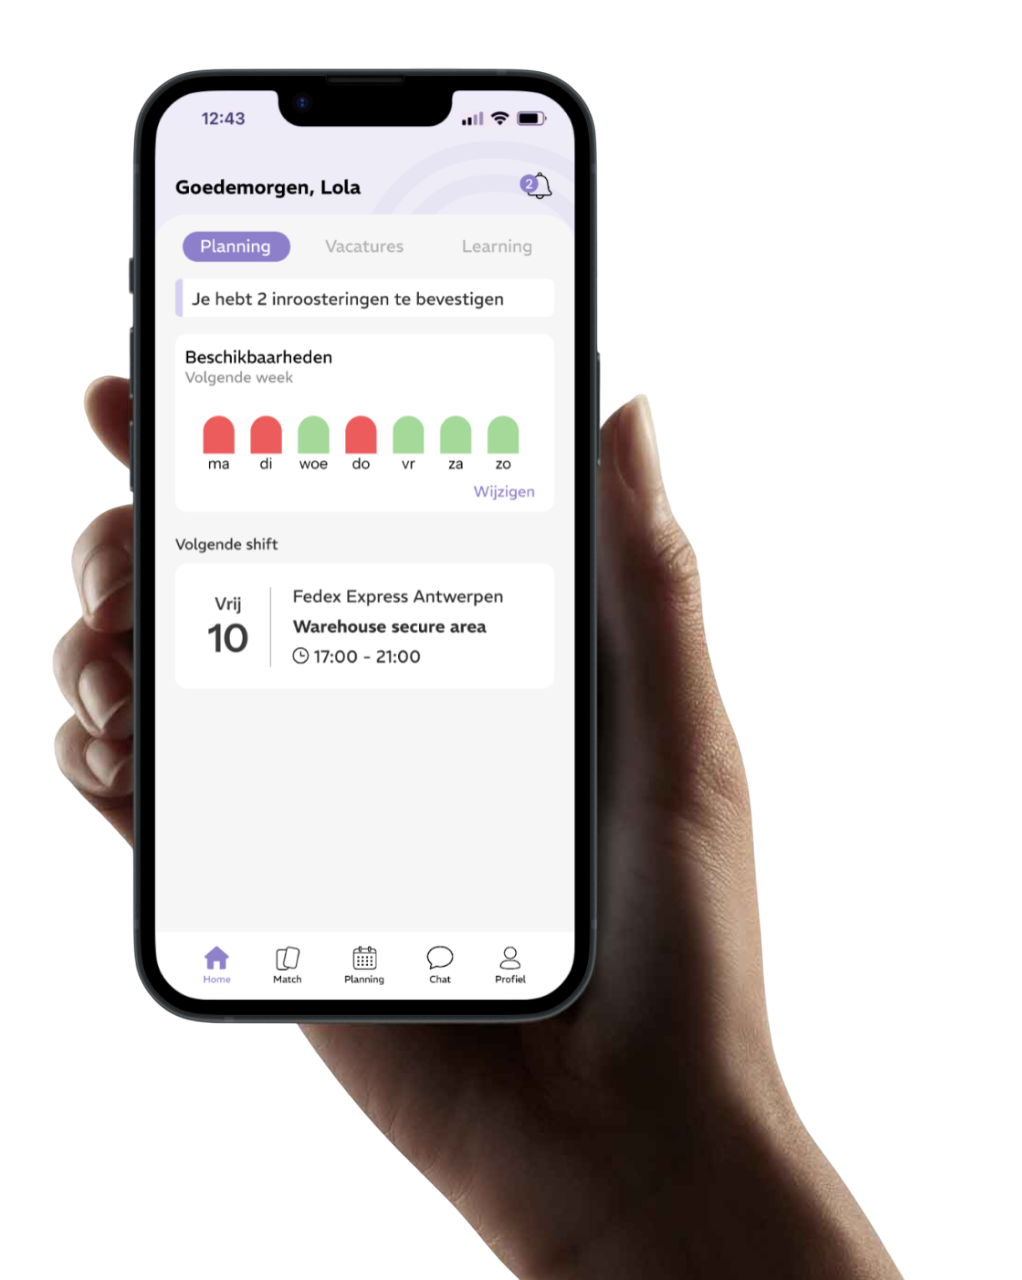 12:43
Goedemorgen, Lola
2
Planning Vacatures Learning
Je hebt 2 inroosteringen te bevestigen
Beschikbaarheden
Volgende week
ma di woe do vr za zo
Wijzigen
Volgende shift
Vrij
10
Fedex Express Antwerpen
Warehouse secure area
17:00 - 21:00
Home Match Planning Chat Profiel